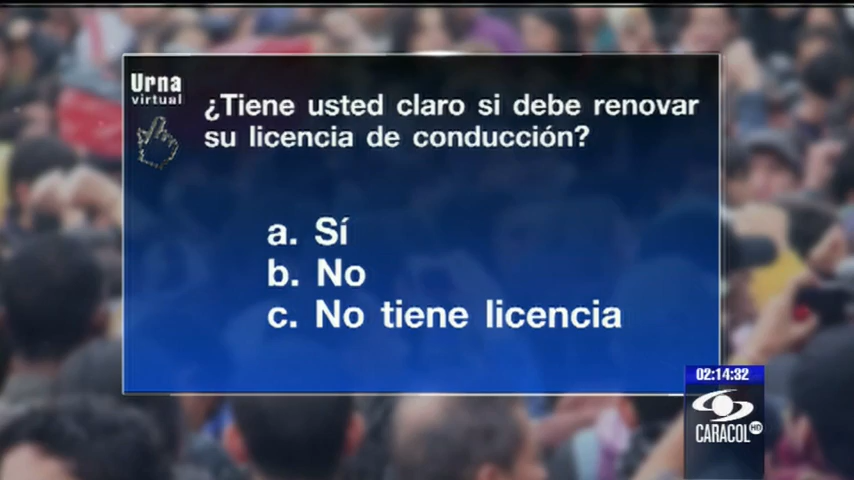 Urna
virtual
¿Tiene usted claro si debe renovar
su licencia de conducción?
a. Sí
b. No
c. No tiene licencia
02:14:32
CARACOL HD